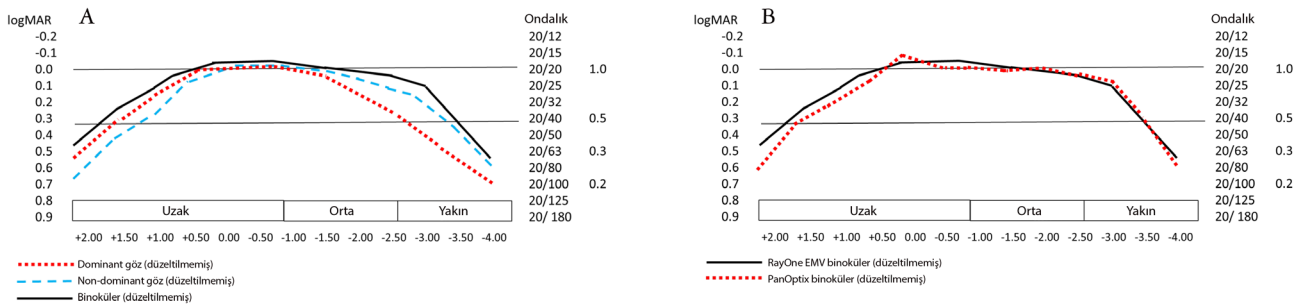 A
logMAR
Ondalık
-0.2 20/12
-0.1 20/15
0.0 20/20 1.0
0.1 20/25
0.2 20/32
0.3 20/40 0.5
0.4 20/50
0.5 20/63 0.3
0.6 20/80
0.7 20/100 0.2
0.8 20/125
0.9 20/ 180
Uzak Orta Yakın
+2.00 +1.50 +1.00 +0.50 0.00 -0.50 -1.00 -1.50 -2.00 -2.50 -3.00 -3.50 -4.00
Dominant göz (düzeltilmemiş)
Non-dominant göz (düzeltilmemiş)
Binoküler (düzeltilmemiş)
B
logMAR
Ondalık
-0.2 20/12
-0.1 20/15
0.0 20/20 1.0
0.1 20/25
0.2 20/32
0.3 20/40 0.5
0.4 20/50
0.5 20/63 0.3
0.6 20/80
0.7 20/100 0.2
0.8 20/125
0.9 20/ 180
Uzak Orta Yakın
+2.00 +1.50 +1.00 +0.50 0.00 -0.50 -1.00 -1.50 -2.00 -2.50 -3.00 -3.50 -4.00
RayOne EMV binoküler (düzeltilmemiş)
PanOptix binoküler (düzeltilmemiş)